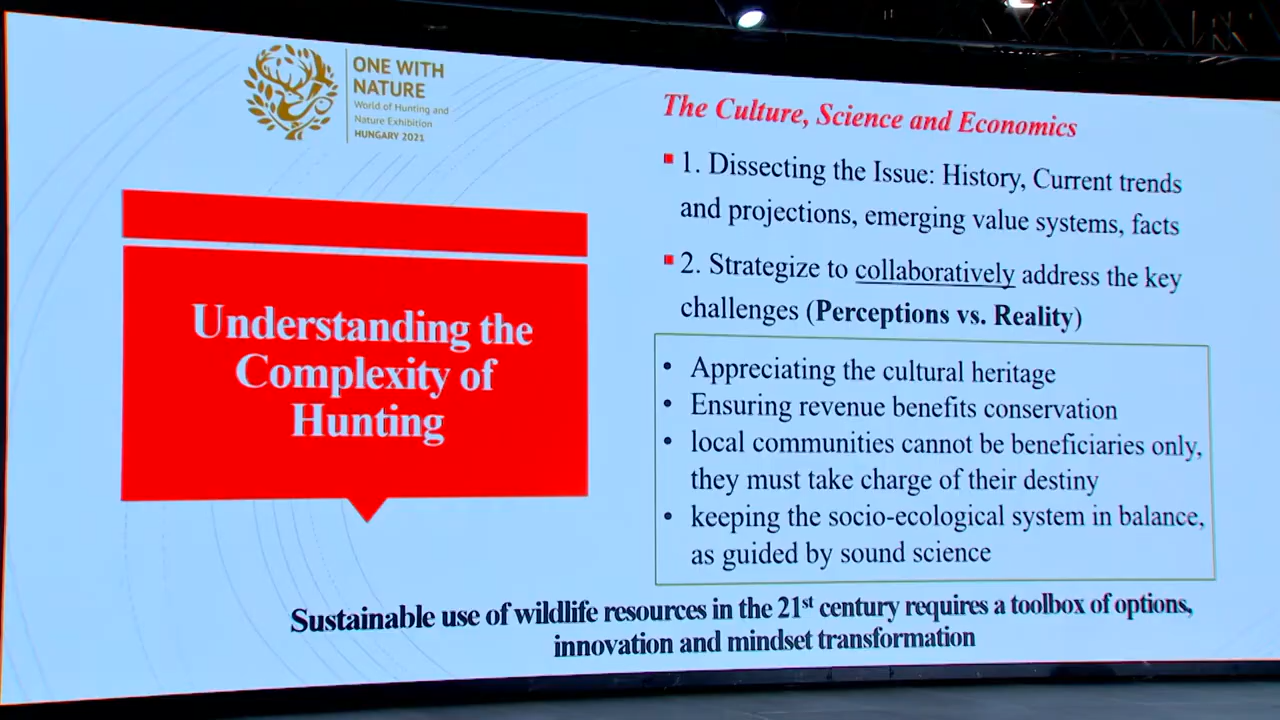 ONE WITH
NATURE
World of Hunting and
Nature Exhibition
HUNGARY 2021
Understanding the
Complexity of
Hunting
The Culture, Science and Economics
1. Dissecting the Issue: History, Current trends
and projections, emerging value systems, facts
2. Strategize to collaboratively address the key
challenges (Perceptions vs. Reality)
• Appreciating the cultural heritage
• Ensuring revenue benefits conservation
• local communities cannot be beneficiaries only,
they must take charge of their destiny
• keeping the socio-ecological system in balance,
as guided by sound science
Sustainable use of wildlife resources in the 21st century requires a toolbox of options,
innovation and mindset transformation